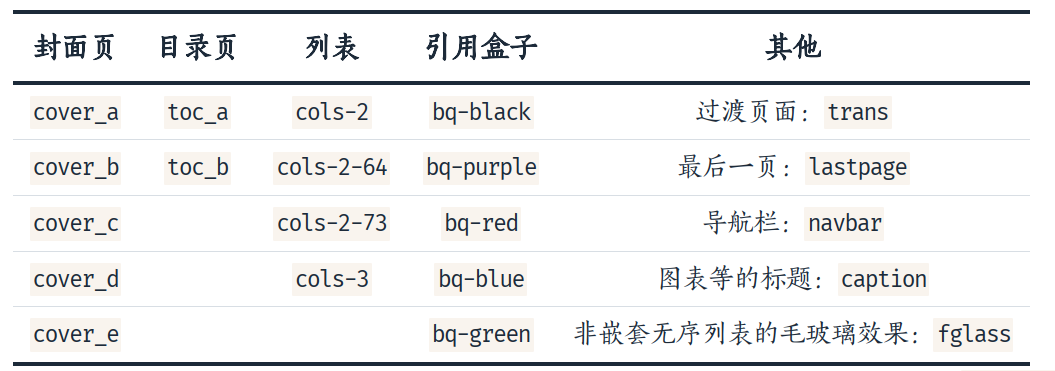 封面页 目录页 列表 引用盒子 其他
cover_a toc_a cols-2 bq-black 过渡页面：trans
cover_b toc_b cols-2-64 bq-purple 最后一页：lastpage
cover_c cols-2-73 bq-red 导航栏：navbar
cover_d cols-3 bq-blue 图表等的标题：caption
cover_e bq-green 非嵌套无序列表的毛玻璃效果：fglass